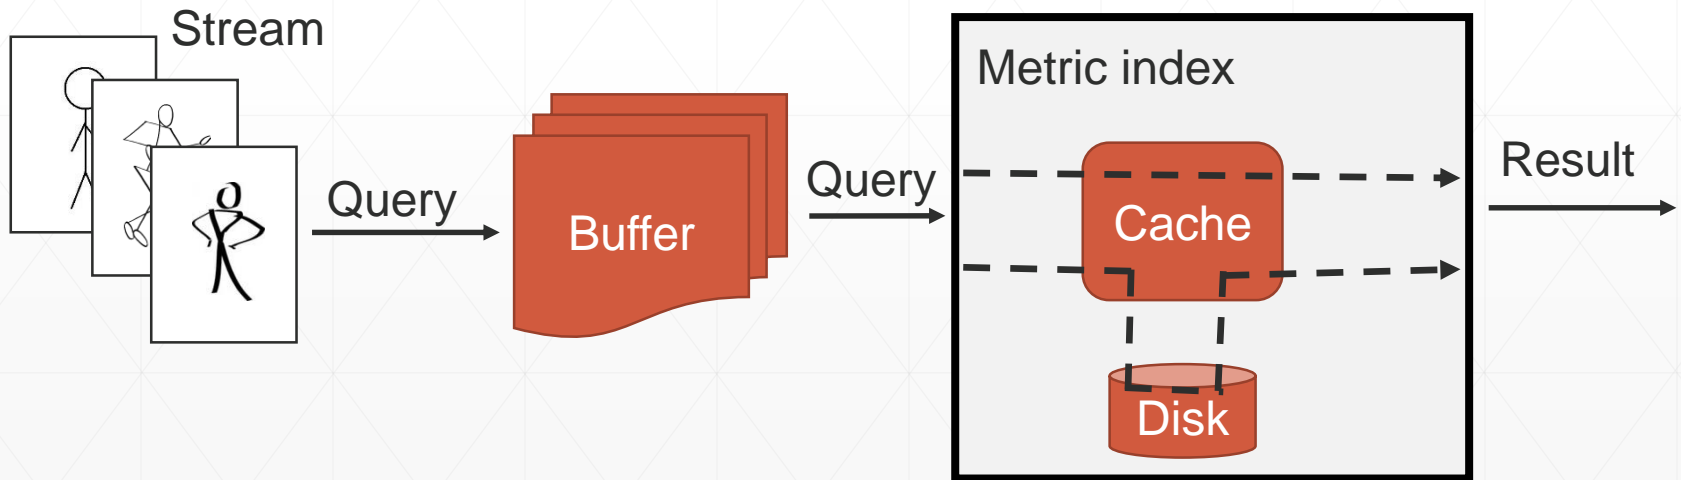 Stream
Query
Buffer
Query
Metric index
Cache
Disk
Result